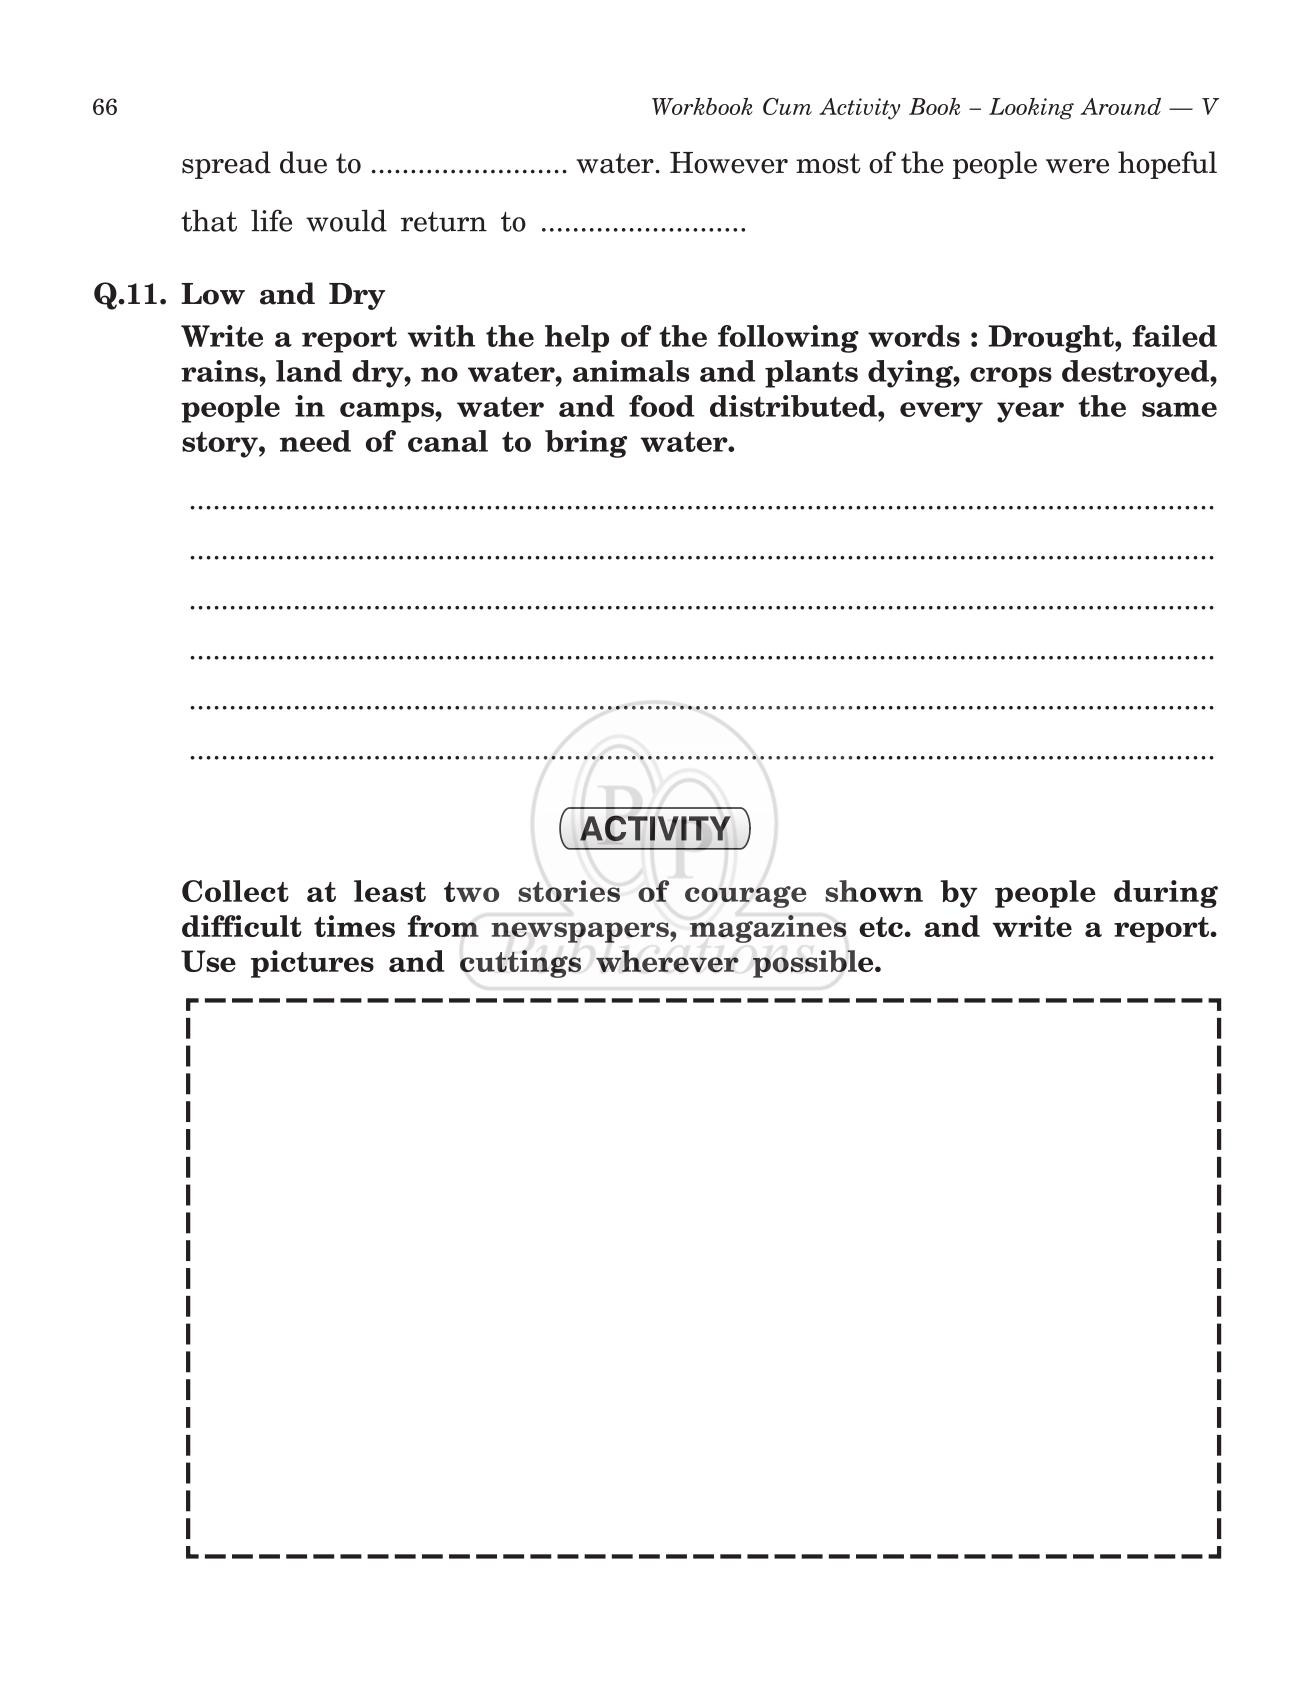 66 Workbook Cum Activity Book – Looking Around — V
spread due to ......................... water. However most of the people were hopeful
that life would return to ..........................
Q.11. Low and Dry
Write a report with the help of the following words : Drought, failed
rains, land dry, no water, animals and plants dying, crops destroyed,
people in camps, water and food distributed, every year the same
story, need of canal to bring water.
................................................................................................................................
................................................................................................................................
................................................................................................................................
................................................................................................................................
................................................................................................................................
................................................................................................................................
P
P
ACTIVITY
Collect at least two stories of courage shown by people during
difficult times from newspapers, magazines etc. and write a report.
Publications
Use pictures and cuttings wherever possible.